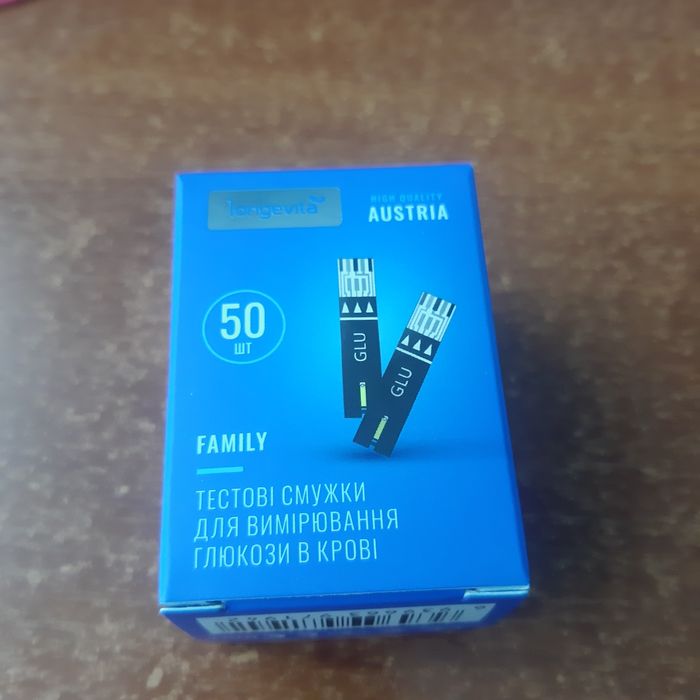 longevita
HIGH QUALITY
AUSTRIA
50
ШТ
GLU
GLU
FAMILY
ТЕСТОВІ СМУЖКИ
ДЛЯ ВИМІРЮВАННЯ
ГЛЮКОЗИ В КРОВІ